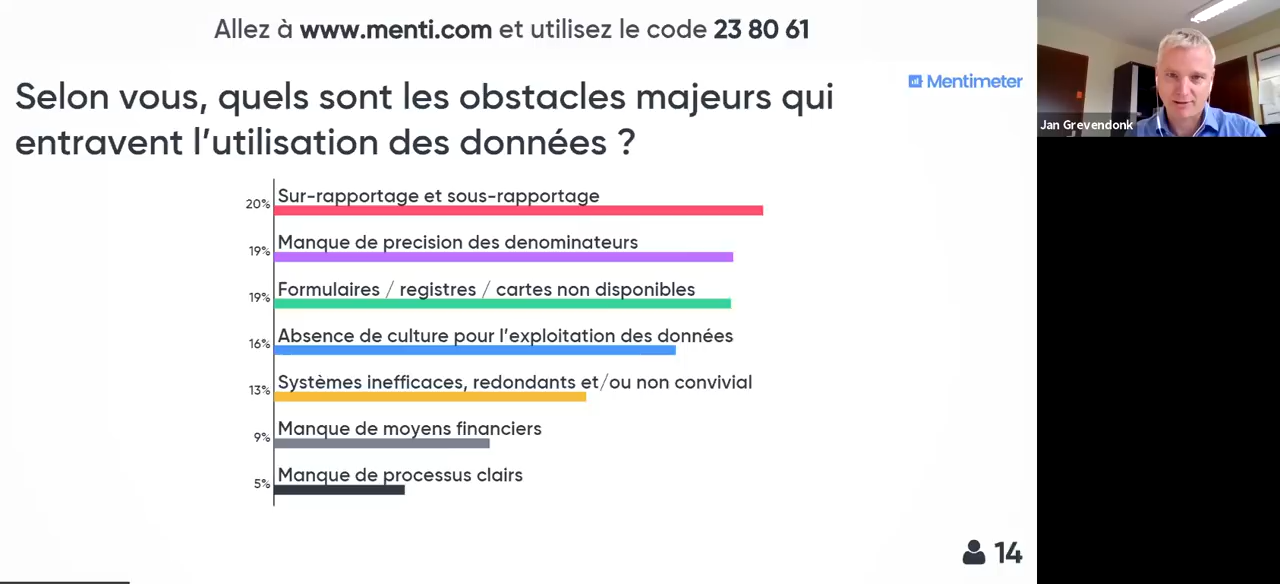 Allez à www.menti.com et utilisez le code 23 80 61
Mentimeter
Selon vous, quels sont les obstacles majeurs qui
entravent l’utilisation des données ?
Jan Grevendonk
20% Sur-rapportage et sous-rapportage
19% Manque de precision des denominateurs
19% Formulaires / registres / cartes non disponibles
16% Absence de culture pour l’exploitation des données
13% Systèmes inefficaces, redondants et/ou non convivial
9% Manque de moyens financiers
5% Manque de processus clairs
14